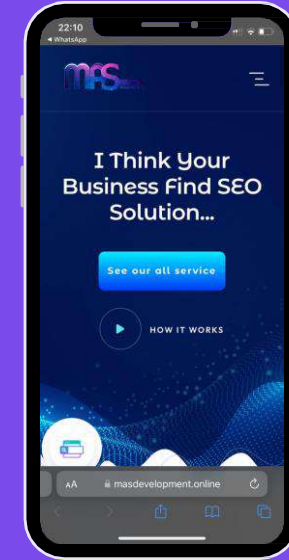 22:10
◀ WhatsApp
MAS
I Think Your
Business Find SEO
Solution...
See our all service
HOW IT WORKS
AA masdevelopment.online